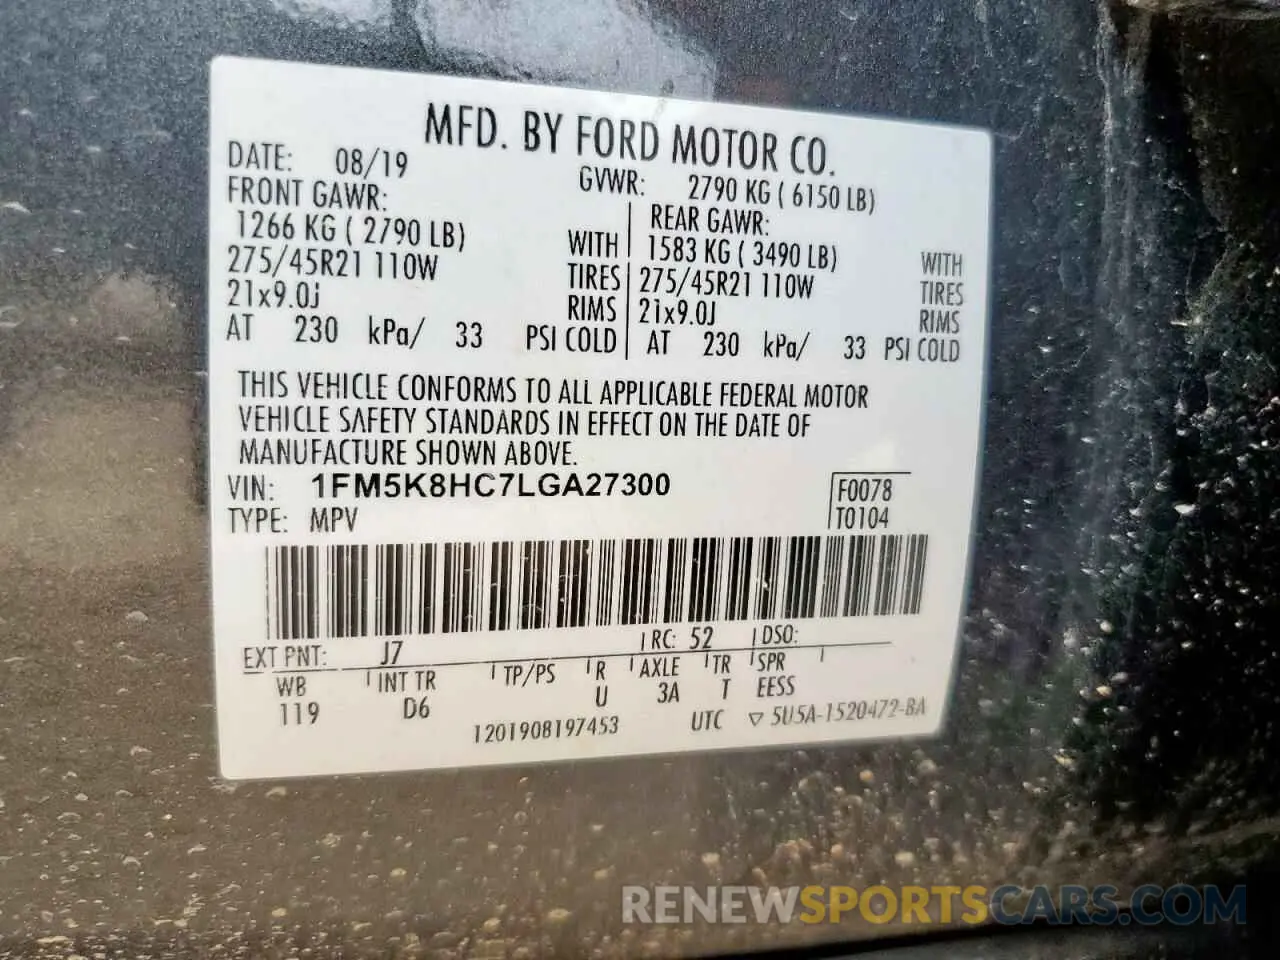 MFD. BY FORD MOTOR CO.
DATE: 08/19 GVWR: 2790 KG ( 6150 LB)
FRONT GAWR: REAR GAWR:
1266 KG ( 2790 LB) WITH 1583 KG ( 3490 LB) WITH
275/45R21 110W TIRES 275/45R21 110W TIRES
21x9.0J RIMS 21x9.0J RIMS
AT 230 kPa/ 33 PSI COLD AT 230 kPa/ 33 PSI COLD
THIS VEHICLE CONFORMS TO ALL APPLICABLE FEDERAL MOTOR
VEHICLE SAFETY STANDARDS IN EFFECT ON THE DATE OF
MANUFACTURE SHOWN ABOVE.
VIN: 1FM5K8HC7LGA27300 F0078
TYPE: MPV T0104
EXT PNT: J7 RC: 52 DSO:
WB INT TR TP/PS R AXLE TR SPR
119 D6 U 3A T EESS
1201908197453 UTC ▽ 5U5A-1520472-BA
RENEWSPORTSCARS.COM